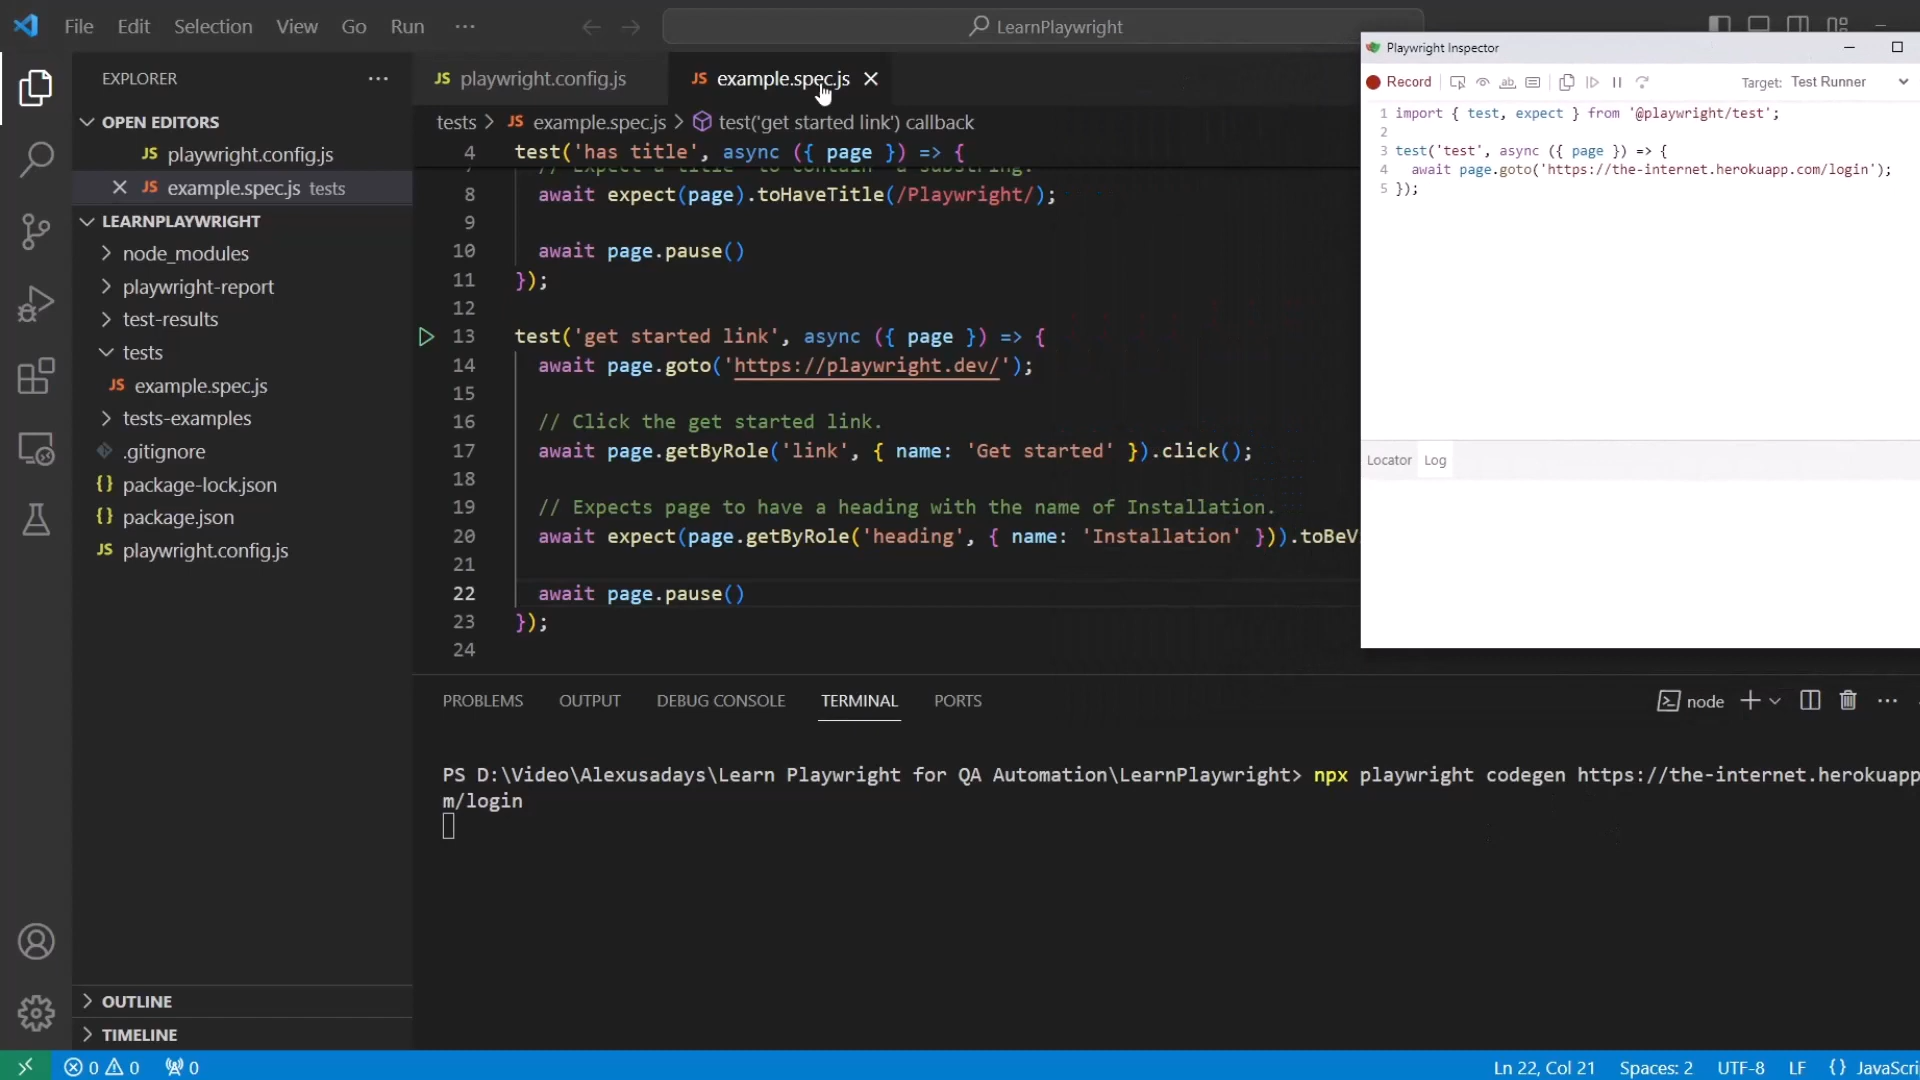 File Edit Selection View Go Run ···
LearnPlaywright
EXPLORER ···
OPEN EDITORS
JS playwright.config.js
JS example.spec.js tests
LEARNPLAYWRIGHT
node_modules
playwright-report
test-results
tests
JS example.spec.js
tests-examples
.gitignore
{} package-lock.json
{} package.json
JS playwright.config.js
OUTLINE
TIMELINE
JS playwright.config.js
JS example.spec.js
tests > JS example.spec.js > test('get started link') callback
4 test('has title', async ({ page }) => {
// Expect a title "to contain" a substring.
8 await expect(page).toHaveTitle(/Playwright/);
9
10 await page.pause()
11 });
12
13 test('get started link', async ({ page }) => {
14 await page.goto('https://playwright.dev/');
15
16 // Click the get started link.
17 await page.getByRole('link', { name: 'Get started' }).click();
18
19 // Expects page to have a heading with the name of Installation.
20 await expect(page.getByRole('heading', { name: 'Installation' })).toBeV
21
22 await page.pause()
23 });
24
Playwright Inspector
Record Target: Test Runner
1 import { test, expect } from '@playwright/test';
2
3 test('test', async ({ page }) => {
4 await page.goto('https://the-internet.herokuapp.com/login');
5 });
Locator Log
PROBLEMS OUTPUT DEBUG CONSOLE TERMINAL PORTS
node
PS D:\Video\Alexusadays\Learn Playwright for QA Automation\LearnPlaywright> npx playwright codegen https://the-internet.herokuapp
m/login
0 0 0
Ln 22, Col 21 Spaces: 2 UTF-8 LF {} JavaScri